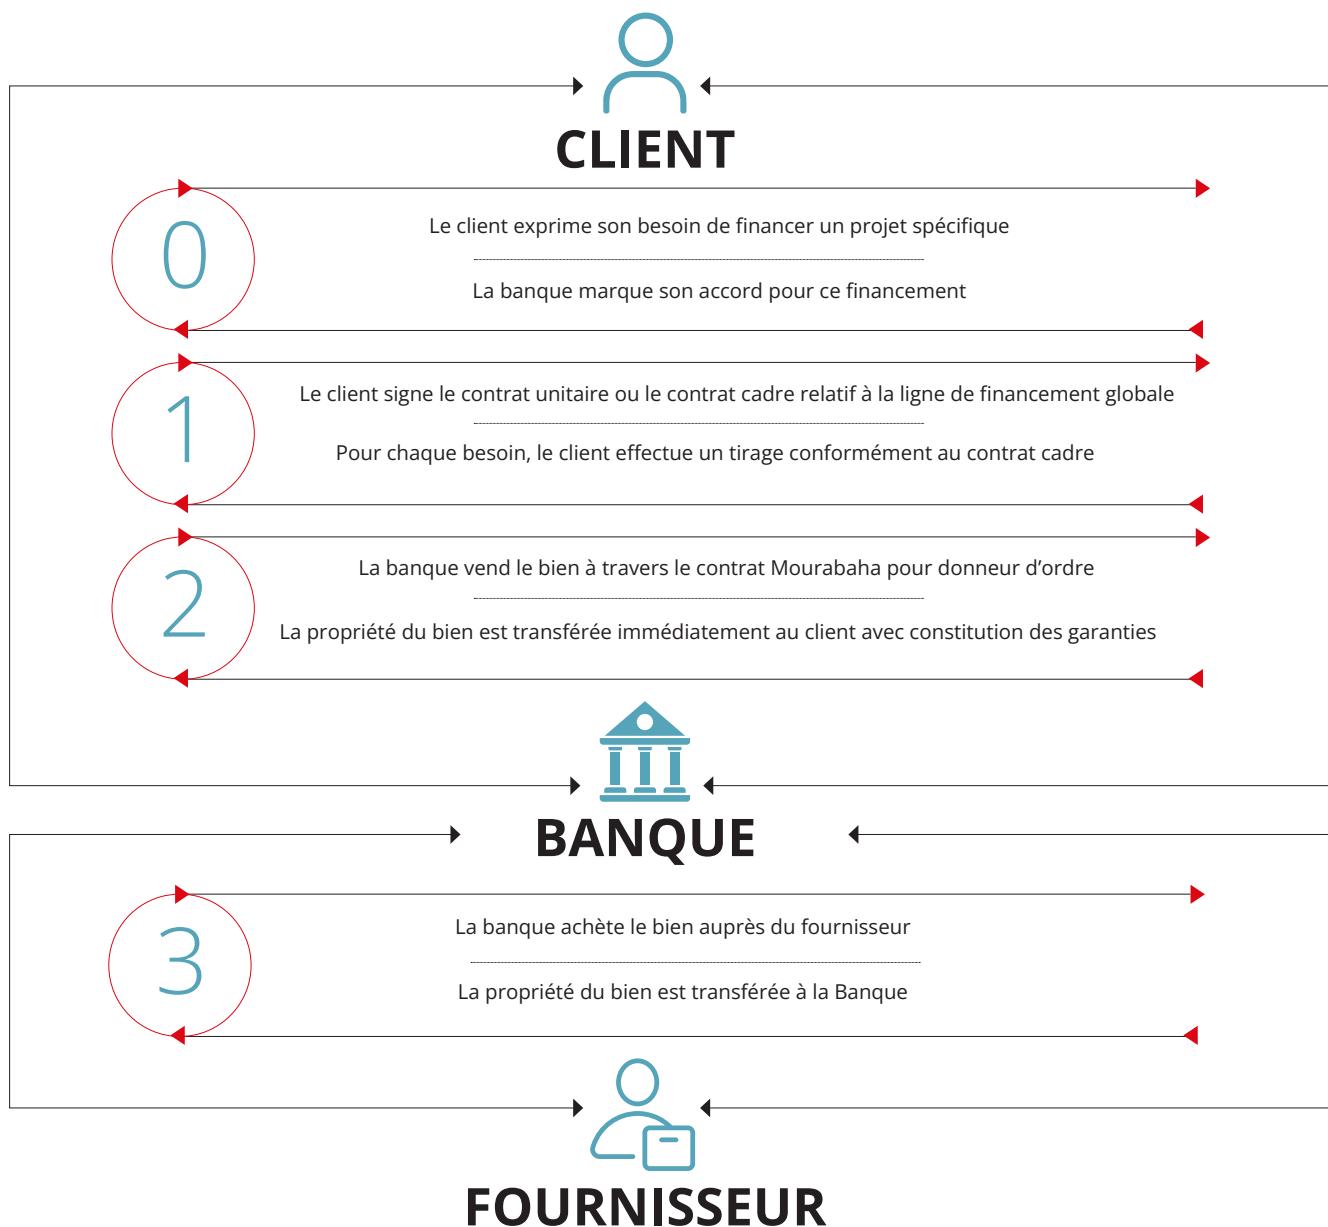 CLIENT
0
Le client exprime son besoin de financer un projet spécifique
La banque marque son accord pour ce financement
1
Le client signe le contrat unitaire ou le contrat cadre relatif à la ligne de financement globale
Pour chaque besoin, le client effectue un tirage conformément au contrat cadre
2
La banque vend le bien à travers le contrat Mourabaha pour donneur d’ordre
La propriété du bien est transférée immédiatement au client avec constitution des garanties
BANQUE
3
La banque achète le bien auprès du fournisseur
La propriété du bien est transférée à la Banque
FOURNISSEUR